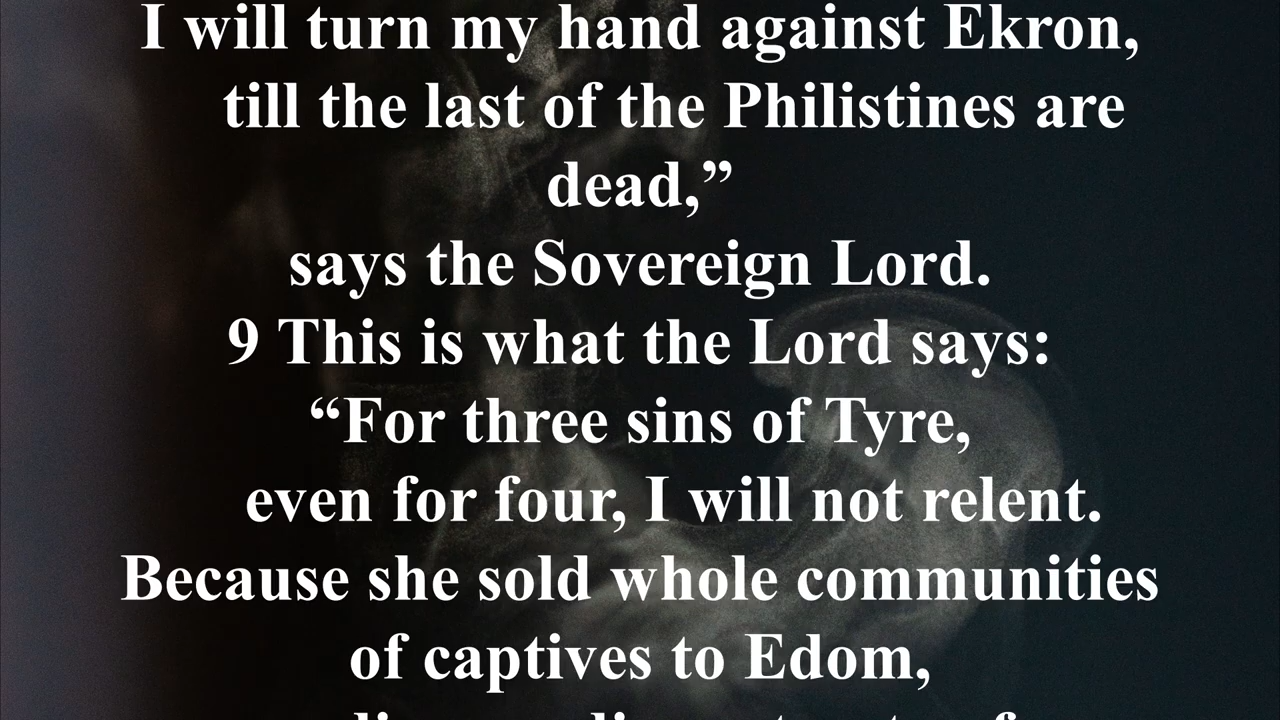 I will turn my hand against Ekron,
till the last of the Philistines are
dead,”
says the Sovereign Lord.
9 This is what the Lord says:
“For three sins of Tyre,
even for four, I will not relent.
Because she sold whole communities
of captives to Edom,